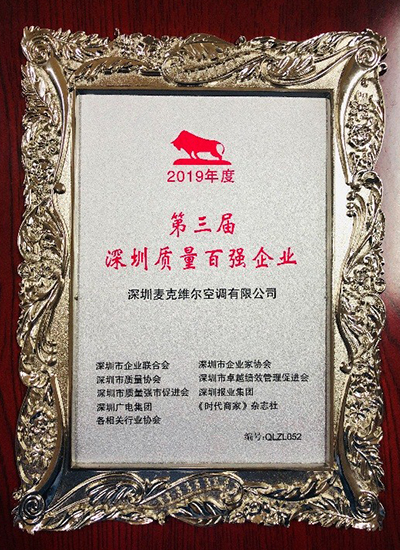 2019年度
第三届
深圳质量百强企业
深圳麦克维尔空调有限公司
深圳市企业联合会 深圳市企业家协会
深圳市质量协会 深圳市卓越绩效管理促进会
深圳市质量强市促进会 深圳报业集团
深圳广电集团 《时代商家》杂志社
各相关行业协会
编号:QLZL052